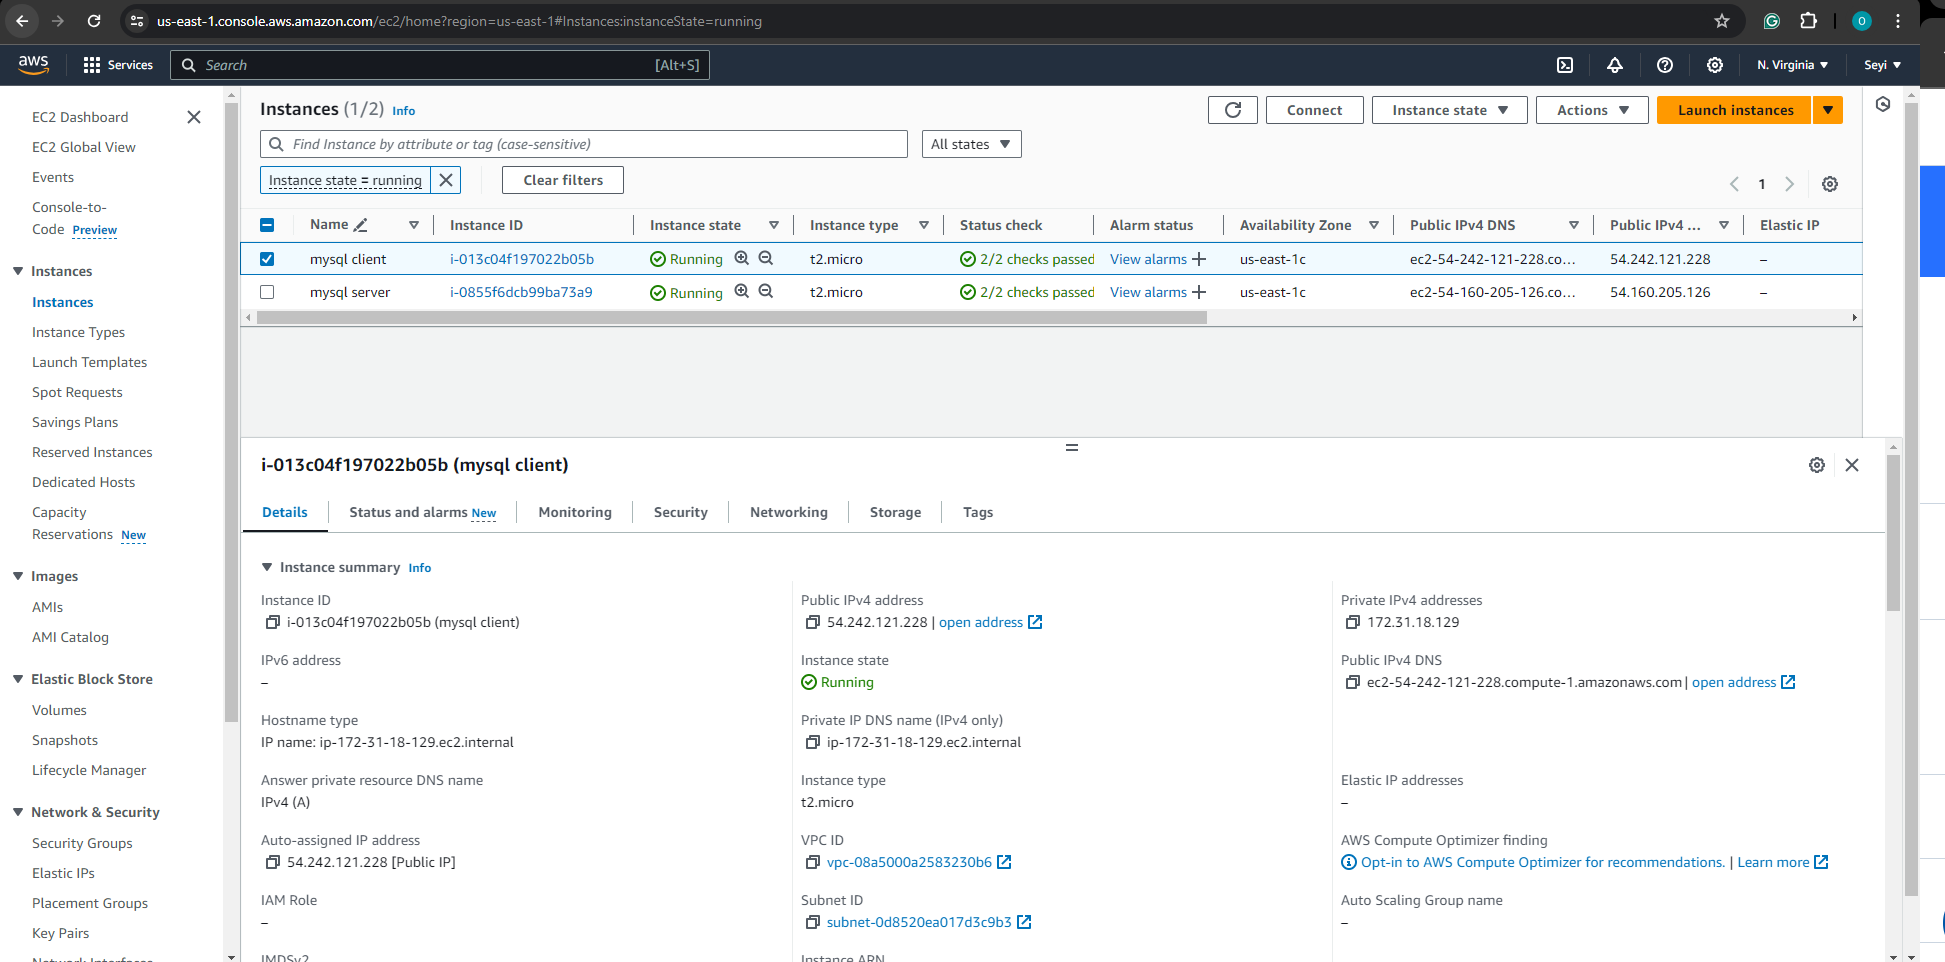 us-east-1.console.aws.amazon.com/ec2/home?region=us-east-1#Instances:instanceState=running
O
aws
Services
Search
[Alt+S]
N. Virginia
Seyi
EC2 Dashboard
EC2 Global View
Events
Console-to-
Code Preview
Instances
Instances
Instance Types
Launch Templates
Spot Requests
Savings Plans
Reserved Instances
Dedicated Hosts
Capacity
Reservations New
Images
AMIs
AMI Catalog
Elastic Block Store
Volumes
Snapshots
Lifecycle Manager
Network & Security
Security Groups
Elastic IPs
Placement Groups
Key Pairs
Network Interfaces
Instances (1/2) Info
Connect
Instance state
Actions
Launch instances
Find Instance by attribute or tag (case-sensitive)
All states
Instance state = running
Clear filters
1
Name Instance ID Instance state Instance type Status check Alarm status Availability Zone Public IPv4 DNS Public IPv4 ... Elastic IP
mysql client i-013c04f197022b05b Running t2.micro 2/2 checks passed View alarms us-east-1c ec2-54-242-121-228.co... 54.242.121.228 –
mysql server i-0855f6dcb99ba73a9 Running t2.micro 2/2 checks passed View alarms us-east-1c ec2-54-160-205-126.co... 54.160.205.126 –
i-013c04f197022b05b (mysql client)
Details
Status and alarms New
Monitoring
Security
Networking
Storage
Tags
Instance summary Info
Instance ID
i-013c04f197022b05b (mysql client)
Public IPv4 address
54.242.121.228 | open address
Private IPv4 addresses
172.31.18.129
IPv6 address
–
Instance state
Running
Public IPv4 DNS
ec2-54-242-121-228.compute-1.amazonaws.com | open address
Hostname type
IP name: ip-172-31-18-129.ec2.internal
Private IP DNS name (IPv4 only)
ip-172-31-18-129.ec2.internal
Answer private resource DNS name
IPv4 (A)
Instance type
t2.micro
Elastic IP addresses
–
Auto-assigned IP address
54.242.121.228 [Public IP]
VPC ID
vpc-08a5000a2583230b6
AWS Compute Optimizer finding
Opt-in to AWS Compute Optimizer for recommendations. | Learn more
IAM Role
–
Subnet ID
subnet-0d8520ea017d3c9b3
Auto Scaling Group name
–
IMDSv2
Instance ARN